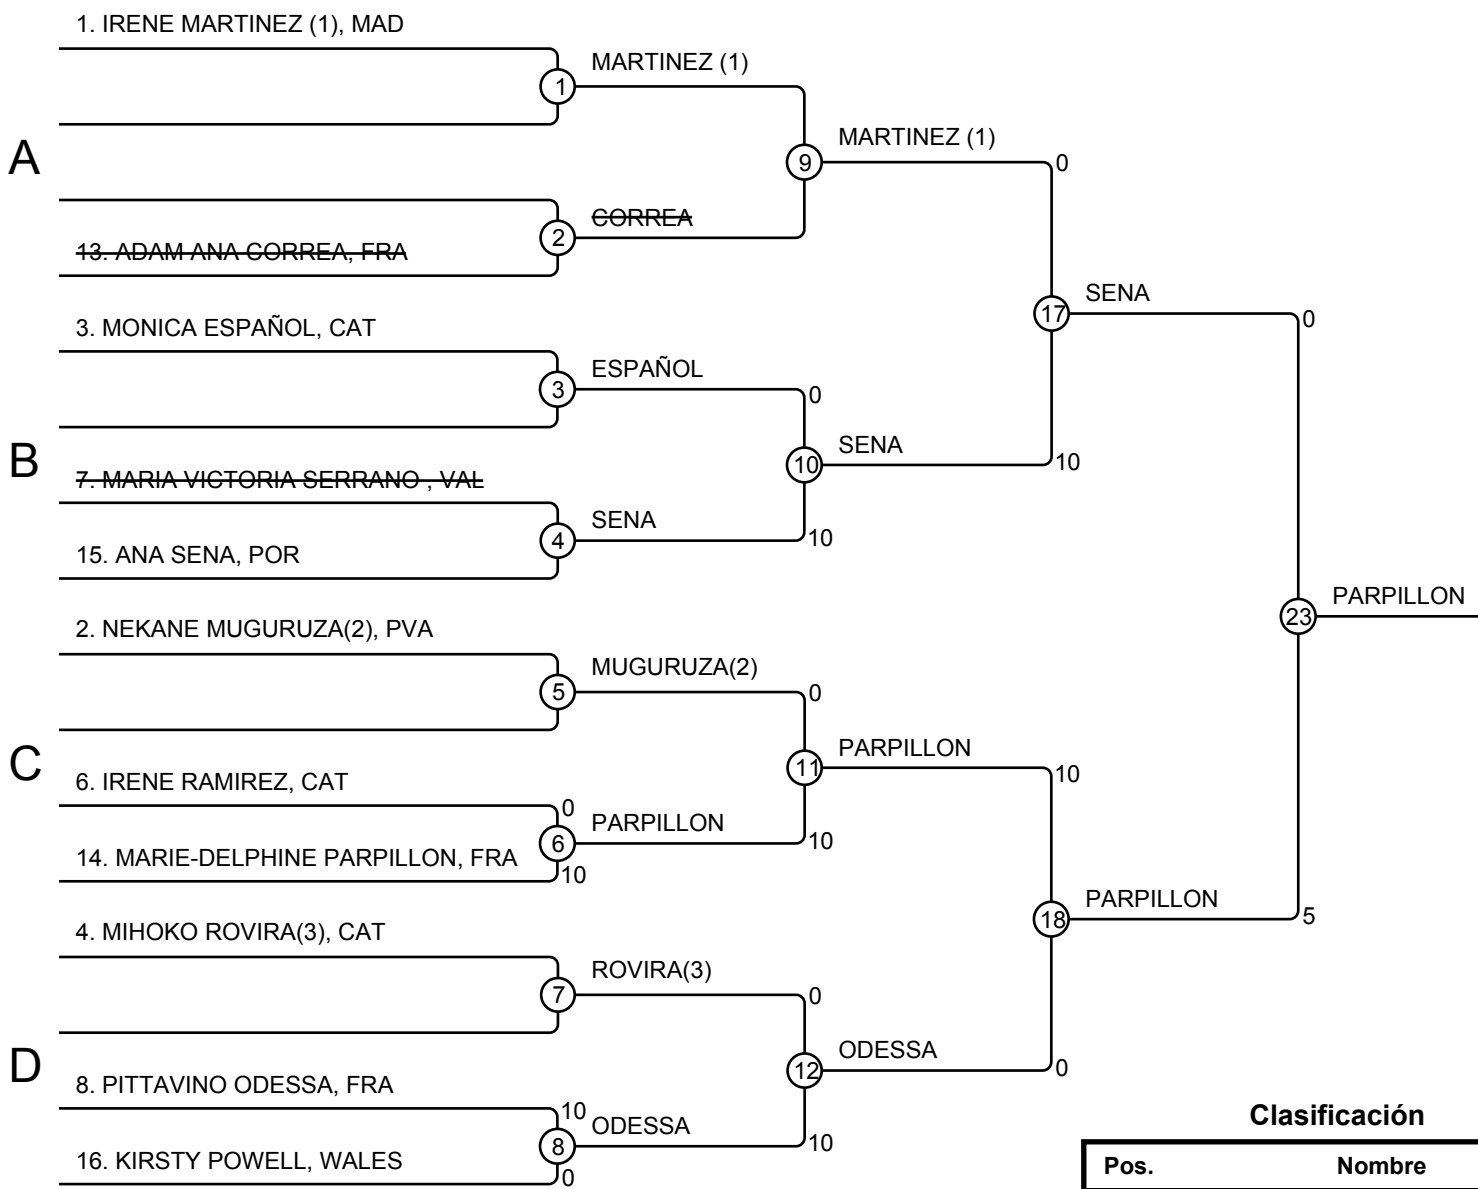 1. IRENE MARTINEZ (1), MAD
MARTINEZ (1)
1
A
MARTINEZ (1)
0
9
CORREA
2
13. ADAM ANA CORREA, FRA
SENA
0
17
3. MONICA ESPAÑOL, CAT
ESPAÑOL
0
3
B
SENA
10
10
7. MARIA VICTORIA SERRANO , VAL
SENA
10
4
15. ANA SENA, POR
PARPILLON
23
2. NEKANE MUGURUZA(2), PVA
MUGURUZA(2)
0
5
C
PARPILLON
10
11
6. IRENE RAMIREZ, CAT
0
PARPILLON
10
6
14. MARIE-DELPHINE PARPILLON, FRA
10
PARPILLON
5
18
4. MIHOKO ROVIRA(3), CAT
ROVIRA(3)
0
7
D
ODESSA
0
12
8. PITTAVINO ODESSA, FRA
10
ODESSA
10
8
16. KIRSTY POWELL, WALES
0
Clasificación
Pos. Nombre